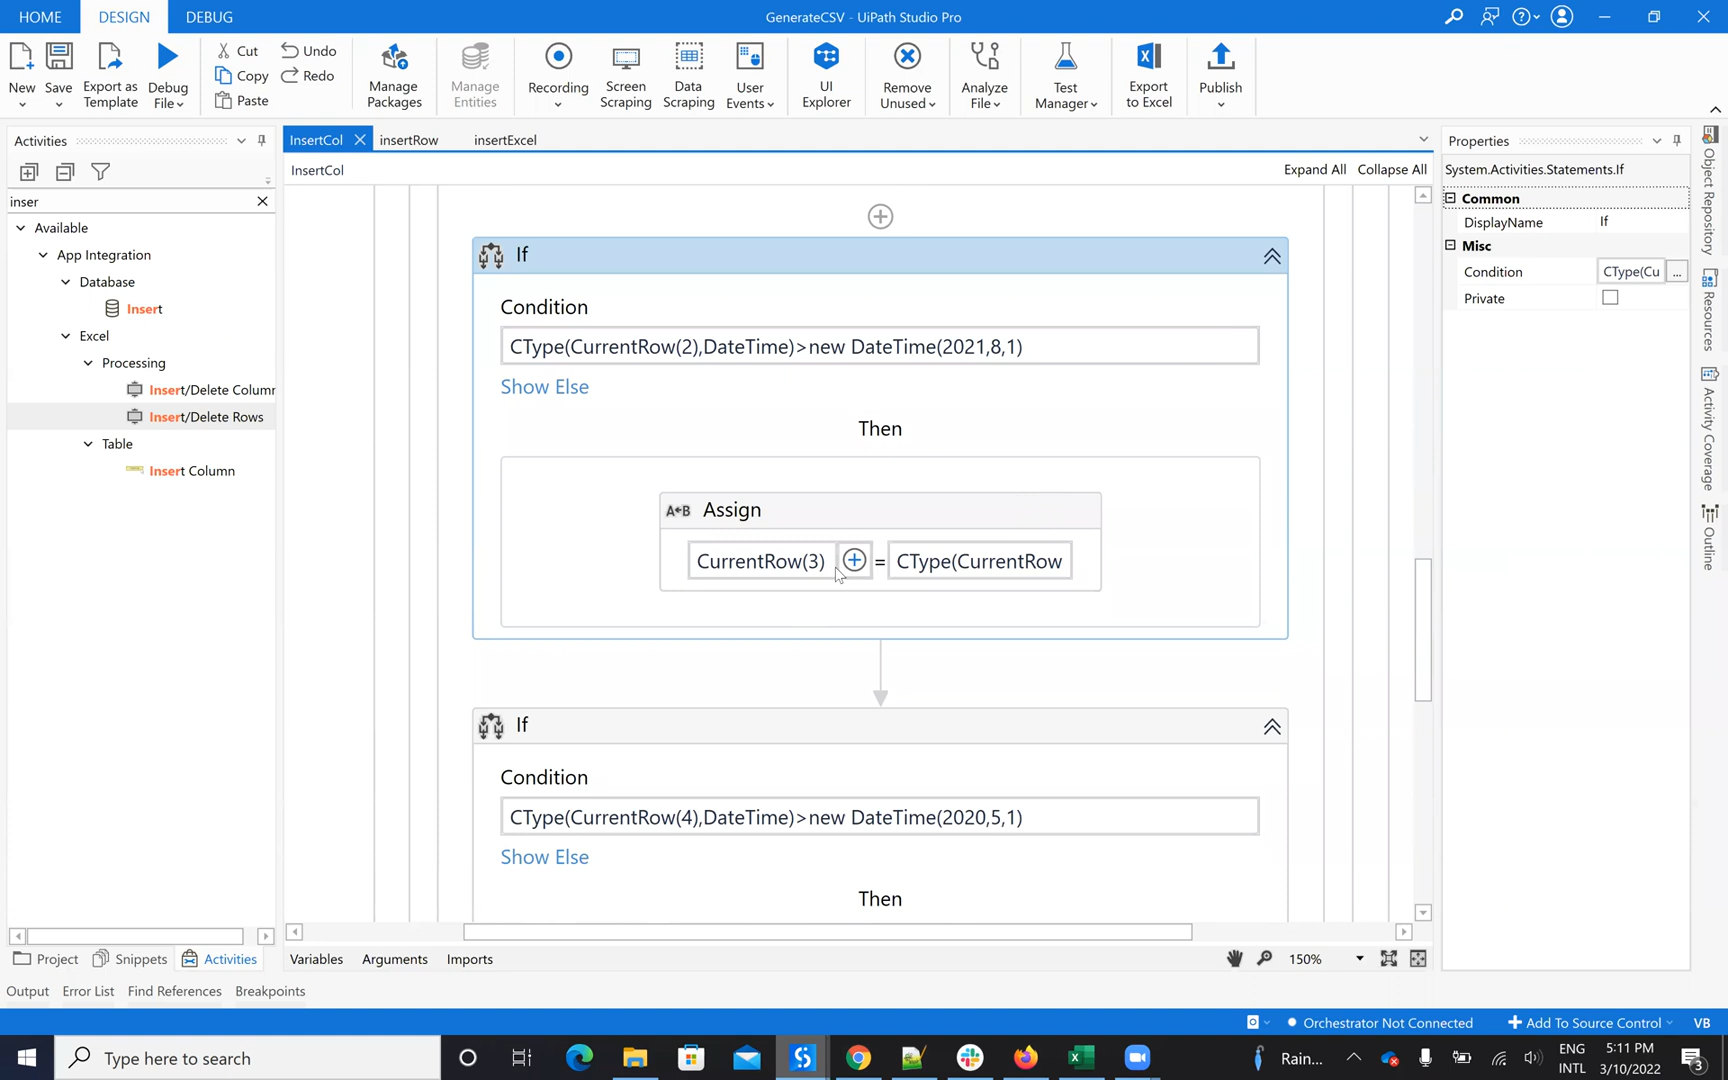 HOME
DESIGN
DEBUG
GenerateCSV - UiPath Studio Pro
New
Save
Export as
Template
Debug
File
Cut
Copy
Paste
Undo
Redo
Manage
Packages
Manage
Entities
Recording
Screen
Scraping
Data
Scraping
User
Events
UI
Explorer
Remove
Unused
Analyze
File
Test
Manager
Export
to Excel
Publish
Activities
inser
Available
App Integration
Database
Insert
Excel
Processing
Insert/Delete Column
Insert/Delete Rows
Table
Insert Column
InsertCol
insertRow
insertExcel
InsertCol
Expand All
Collapse All
If
Condition
CType(CurrentRow(2),DateTime)>new DateTime(2021,8,1)
Show Else
Then
A←B Assign
CurrentRow(3) = CType(CurrentRow
If
Condition
CType(CurrentRow(4),DateTime)>new DateTime(2020,5,1)
Show Else
Then
Properties
System.Activities.Statements.If
Common
DisplayName If
Misc
Condition CType(Cu ...
Private
Object Repository
Resources
Activity Coverage
Outline
Project
Snippets
Activities
Variables
Arguments
Imports
150%
Output
Error List
Find References
Breakpoints
Orchestrator Not Connected
Add To Source Control
VB
Type here to search
Rain...
ENG
INTL
5:11 PM
3/10/2022
3